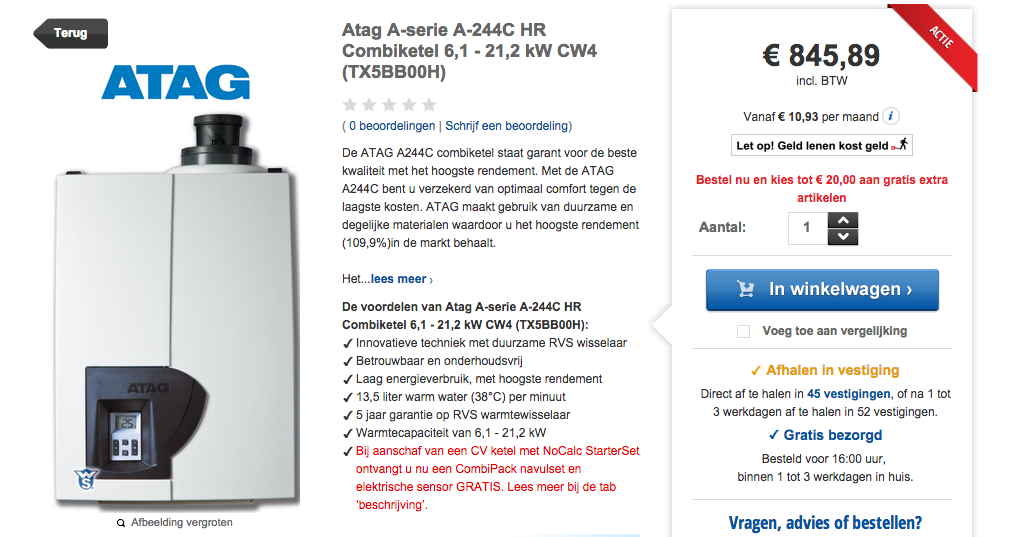 Terug
ATAG
ATAG
25
WS
Afbeelding vergroten
Atag A-serie A-244C HR
Combiketel 6,1 - 21,2 kW CW4
(TX5BB00H)
( 0 beoordelingen | Schrijf een beoordeling)
De ATAG A244C combiketel staat garant voor de beste
kwaliteit met het hoogste rendement. Met de ATAG
A244C bent u verzekerd van optimaal comfort tegen de
laagste kosten. ATAG maakt gebruik van duurzame en
degelijke materialen waardoor u het hoogste rendement
(109,9%)in de markt behaalt.
Het...lees meer ›
De voordelen van Atag A-serie A-244C HR
Combiketel 6,1 - 21,2 kW CW4 (TX5BB00H):
✓ Innovatieve techniek met duurzame RVS wisselaar
✓ Betrouwbaar en onderhoudsvrij
✓ Laag energieverbruik, met hoogste rendement
✓ 13,5 liter warm water (38°C) per minuut
✓ 5 jaar garantie op RVS warmtewisselaar
✓ Warmtecapaciteit van 6,1 - 21,2 kW
✓ Bij aanschaf van een CV ketel met NoCalc StarterSet
ontvangt u nu een CombiPack navulset en
elektrische sensor GRATIS. Lees meer bij de tab
'beschrijving'.
ACTIE
€ 845,89
incl. BTW
Vanaf € 10,93 per maand i
Let op! Geld lenen kost geld
Bestel nu en kies tot € 20,00 aan gratis extra
artikelen
Aantal: 1
In winkelwagen ›
Voeg toe aan vergelijking
✓ Afhalen in vestiging
Direct af te halen in 45 vestigingen, of na 1 tot
3 werkdagen af te halen in 52 vestigingen.
✓ Gratis bezorgd
Besteld voor 16:00 uur,
binnen 1 tot 3 werkdagen in huis.
Vragen, advies of bestellen?